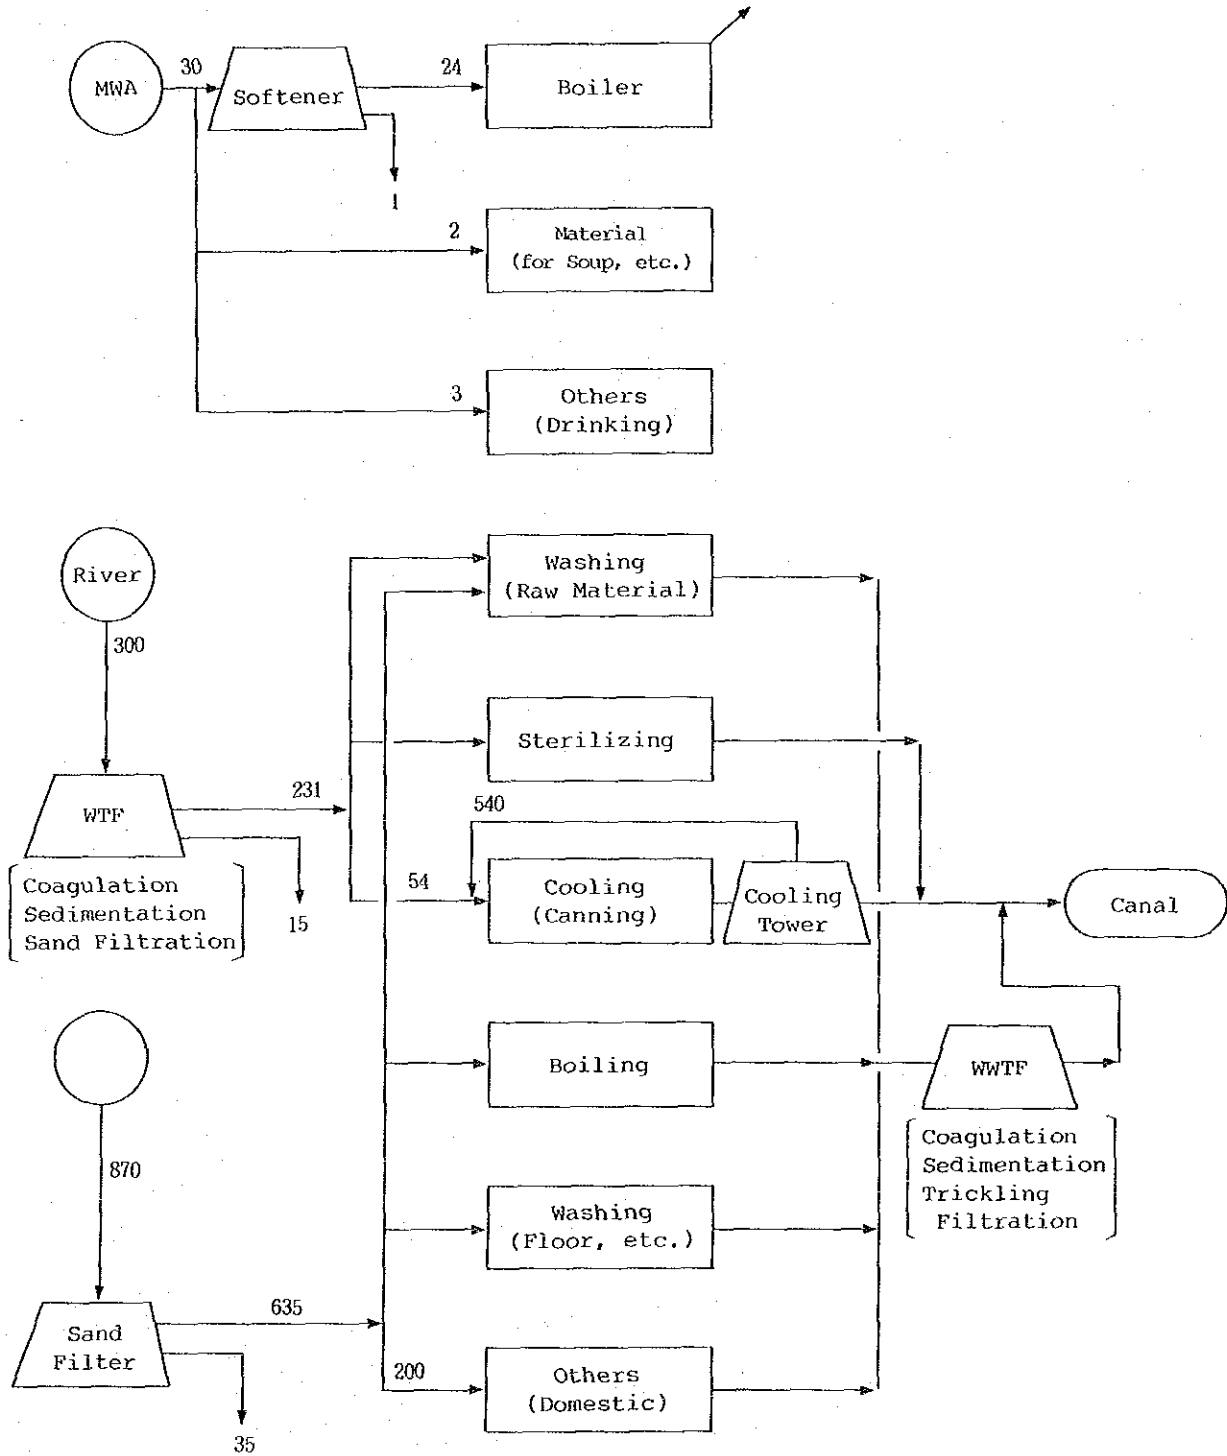 30
24
MWA
Softener
Boiler
1
2
Material
(for Soup, etc.)
3
Others
(Drinking)
River
300
Washing
(Raw Material)
Sterilizing
WTF
231
540
Coagulation
Sedimentation
Sand Filtration
15
54
Cooling
(Canning)
Cooling
Tower
Canal
Boiling
WWTF
870
Coagulation
Sedimentation
Trickling
Filtration
Washing
(Floor, etc.)
Sand
Filter
635
35
200
Others
(Domestic)